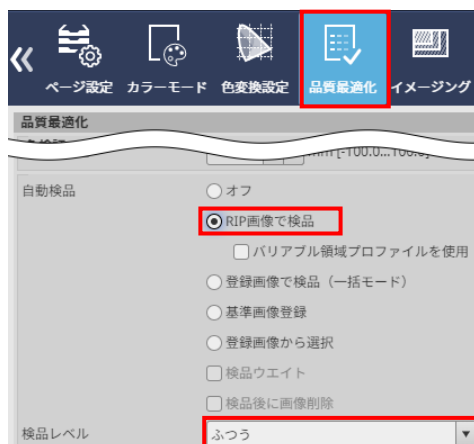 ページ設定 カラーモード 色変換設定 品質最適化 イメージング
品質最適化
mm [-100.0...100.0]
自動検品 オフ
RIP画像で検品
バリアブル領域プロファイルを使用
登録画像で検品（一括モード）
基準画像登録
登録画像から選択
検品ウエイト
検品後に画像削除
検品レベル ふつう